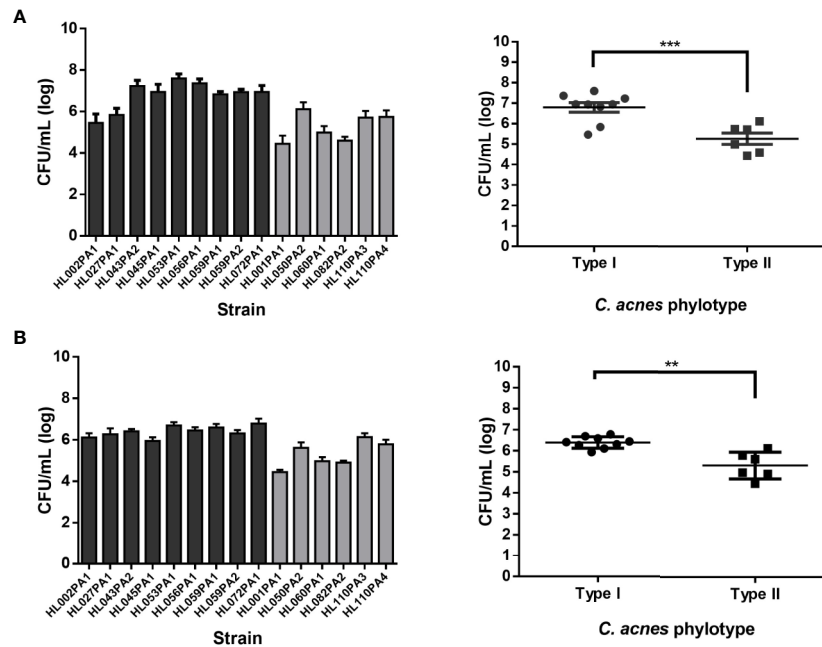 A
CFU/mL (log)
10
8
6
4
2
0
HL002PA1
HL027PA1
HL043PA2
HL045PA1
HL053PA1
HL056PA1
HL059PA1
HL059PA2
HL072PA1
HL001PA1
HL050PA2
HL060PA1
HL082PA2
HL110PA3
HL110PA4
Strain
CFU/mL (log)
10
9
8
7
6
5
4
3
2
1
0
***
Type I
Type II
C. acnes phylotype
B
CFU/mL (log)
10
8
6
4
2
0
HL002PA1
HL027PA1
HL043PA2
HL045PA1
HL053PA1
HL056PA1
HL059PA1
HL059PA2
HL072PA1
HL001PA1
HL050PA2
HL060PA1
HL082PA2
HL110PA3
HL110PA4
Strain
CFU/mL (log)
10
9
8
7
6
5
4
3
2
1
0
**
Type I
Type II
C. acnes phylotype